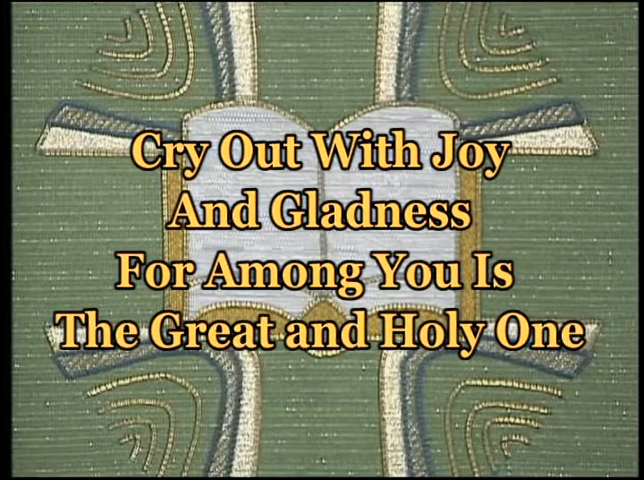 Cry Out With Joy
And Gladness
For Among You Is
The Great and Holy One